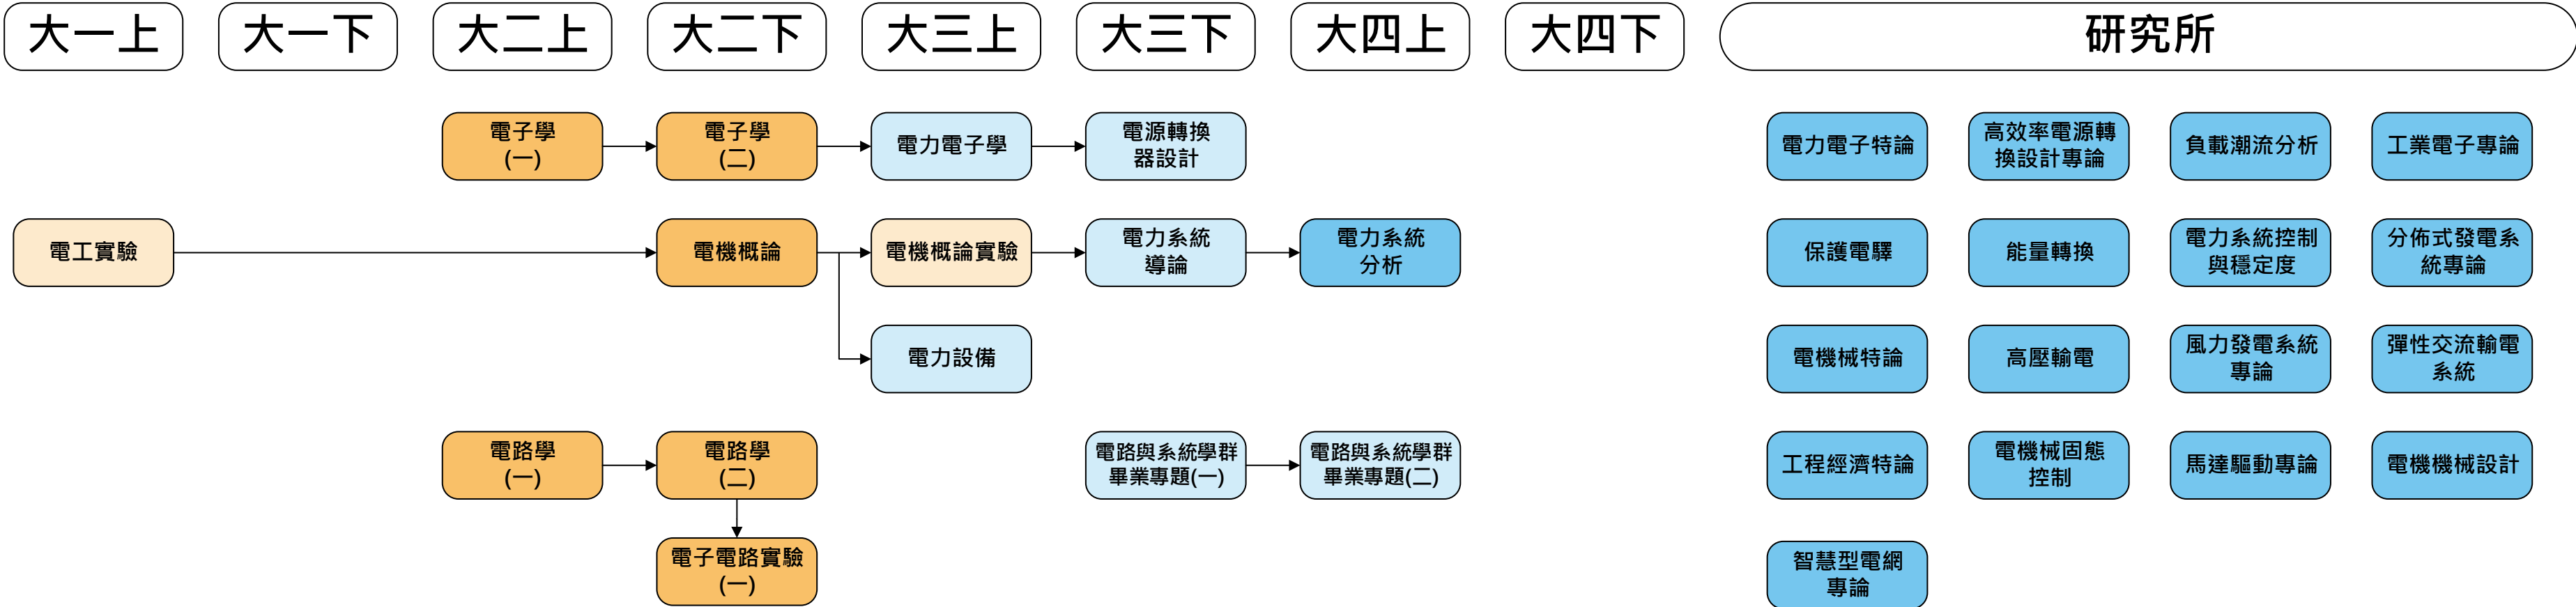 大一上
大一下
大二上
大二下
大三上
大三下
大四上
大四下
研究所
電子學
(一)
電子學
(二)
電力電子學
電源轉換
器設計
電力電子特論
高效率電源轉
換設計專論
負載潮流分析
工業電子專論
電工實驗
電機概論
電機概論實驗
電力系統
導論
電力系統
分析
保護電驛
能量轉換
電力系統控制
與穩定度
分佈式發電系
統專論
電力設備
電機械特論
高壓輸電
風力發電系統
專論
彈性交流輸電
系統
電路學
(一)
電路學
(二)
電路與系統學群
畢業專題(一)
電路與系統學群
畢業專題(二)
工程經濟特論
電機械固態
控制
馬達驅動專論
電機機械設計
電子電路實驗
(一)
智慧型電網
專論